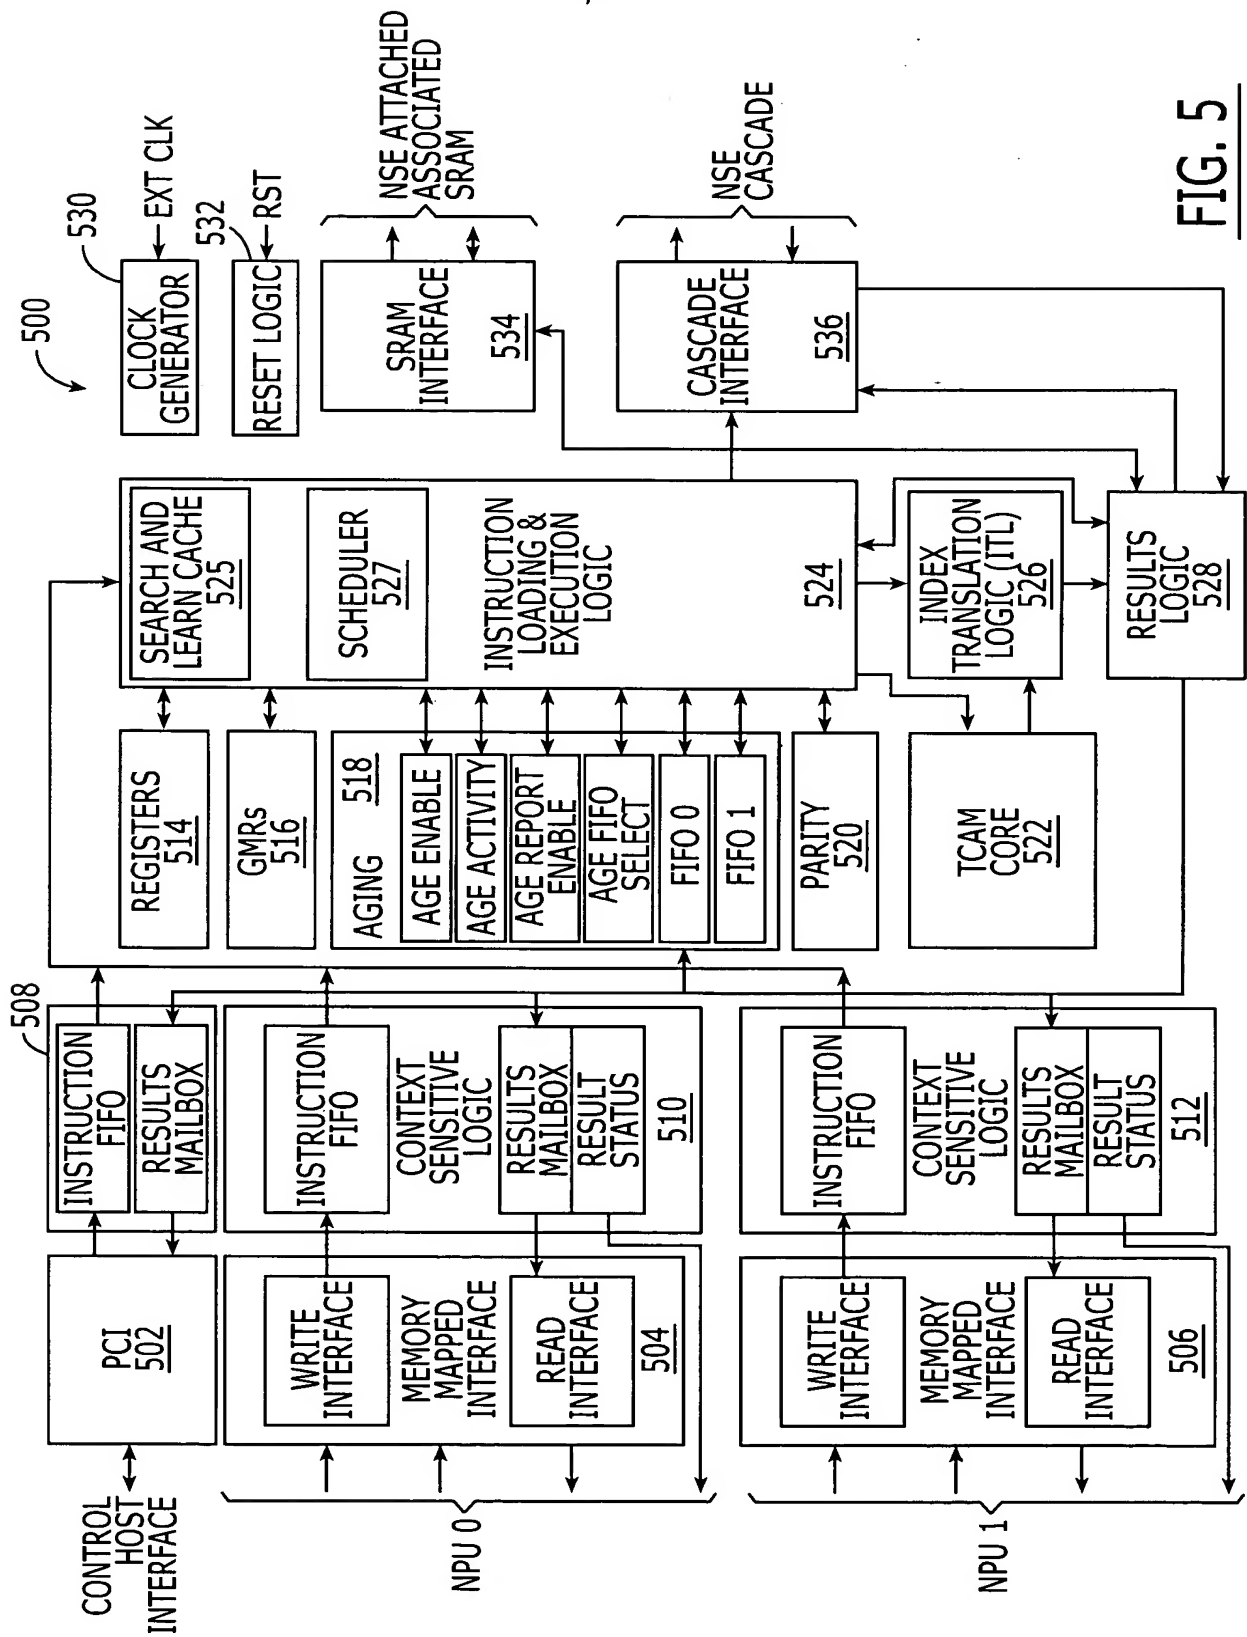 CONTROL
HOST
INTERFACE
PCI
502
508
INSTRUCTION
FIFO
RESULTS
MAILBOX
NPU 0
WRITE
INTERFACE
MEMORY
MAPPED
INTERFACE
READ
INTERFACE
504
INSTRUCTION
FIFO
CONTEXT
SENSITIVE
LOGIC
RESULTS
MAILBOX
RESULT
STATUS
510
NPU 1
WRITE
INTERFACE
MEMORY
MAPPED
INTERFACE
READ
INTERFACE
506
INSTRUCTION
FIFO
CONTEXT
SENSITIVE
LOGIC
RESULTS
MAILBOX
RESULT
STATUS
512
REGISTERS
514
GMRs
516
AGING
518
AGE ENABLE
AGE ACTIVITY
AGE REPORT
ENABLE
AGE FIFO
SELECT
FIFO 0
FIFO 1
PARITY
520
TCAM
CORE
522
SEARCH AND
LEARN CACHE
525
SCHEDULER
527
INSTRUCTION
LOADING &
EXECUTION
LOGIC
524
INDEX
TRANSLATION
LOGIC (ITL)
526
RESULTS
LOGIC
528
500
530
CLOCK
GENERATOR
EXT CLK
532
RESET LOGIC
RST
SRAM
INTERFACE
534
NSE ATTACHED
ASSOCIATED
SRAM
CASCADE
INTERFACE
536
NSE
CASCADE
FIG. 5